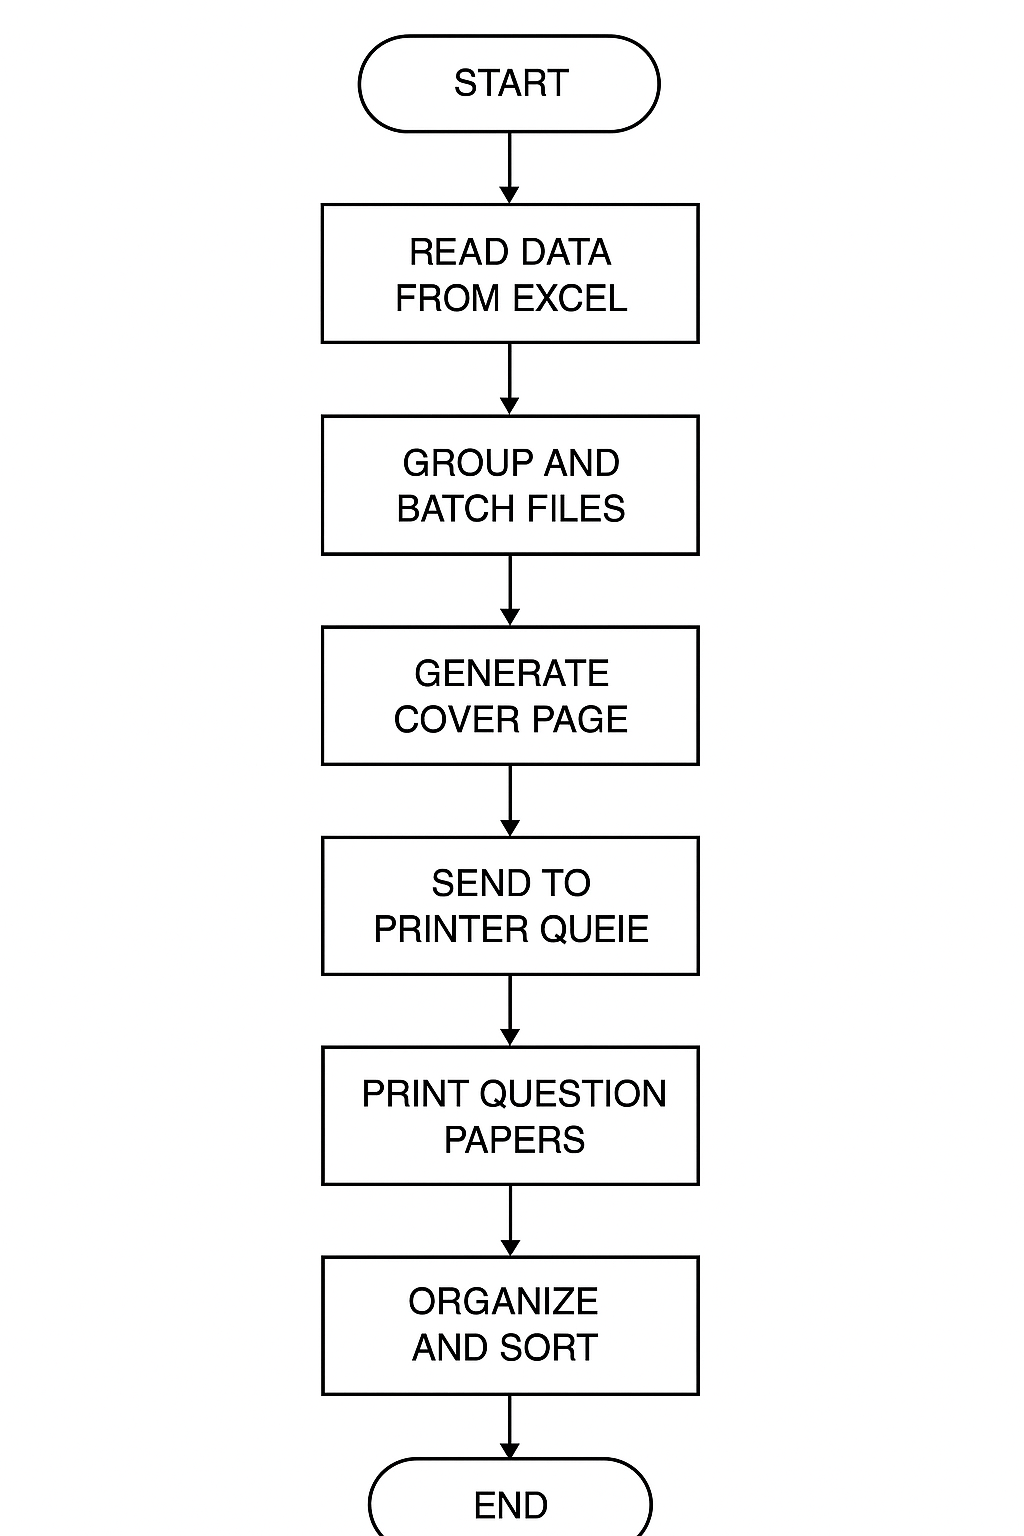 START
READ DATA
FROM EXCEL
GROUP AND
BATCH FILES
GENERATE
COVER PAGE
SEND TO
PRINTER QUEIE
PRINT QUESTION
PAPERS
ORGANIZE
AND SORT
END